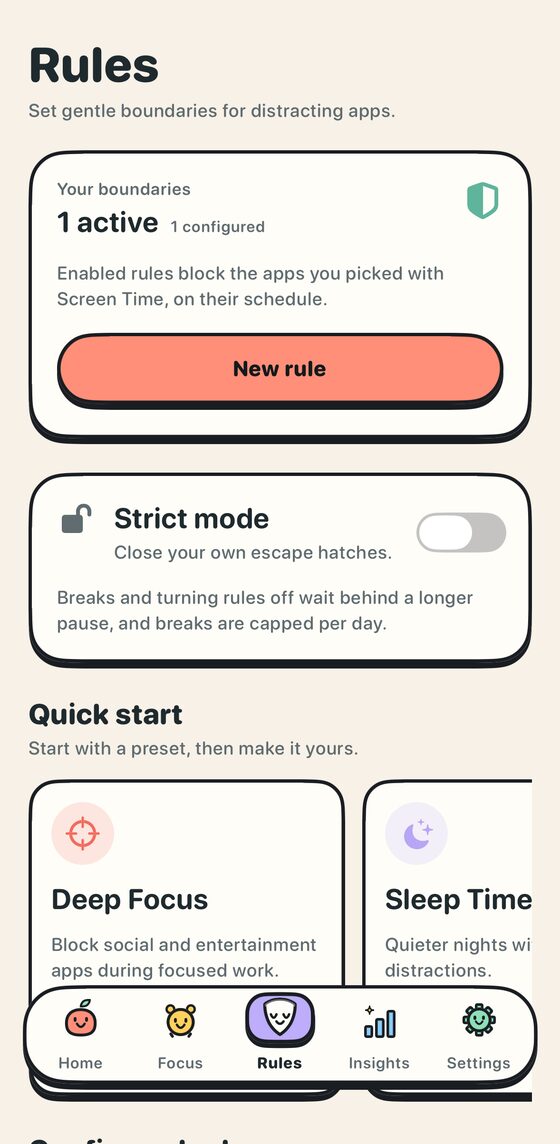 Rules
Set gentle boundaries for distracting apps.
Your boundaries
1 active 1 configured
Enabled rules block the apps you picked with
Screen Time, on their schedule.
New rule
Strict mode
Close your own escape hatches.
Breaks and turning rules off wait behind a longer
pause, and breaks are capped per day.
Quick start
Start with a preset, then make it yours.
Deep Focus
Block social and entertainment
apps during focused work.
Sleep Time
Quieter nights
distractions.
Home
Focus
Rules
Insights
Settings